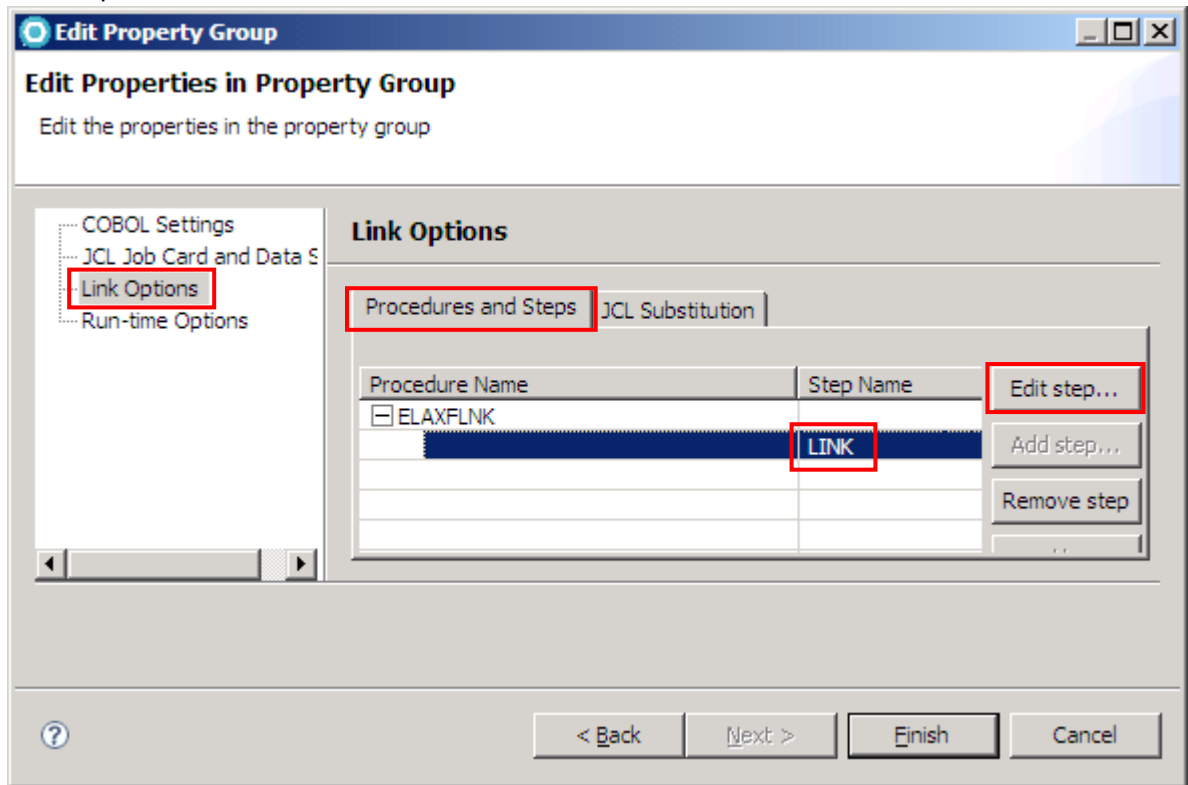 Edit Property Group
Edit Properties in Property Group
Edit the properties in the property group
COBOL Settings
JCL Job Card and Data S
Link Options
Run-time Options
Link Options
Procedures and Steps JCL Substitution
Procedure Name Step Name
ELAXFLNK
LINK
Edit step...
Add step...
Remove step
< Back Next > Finish Cancel